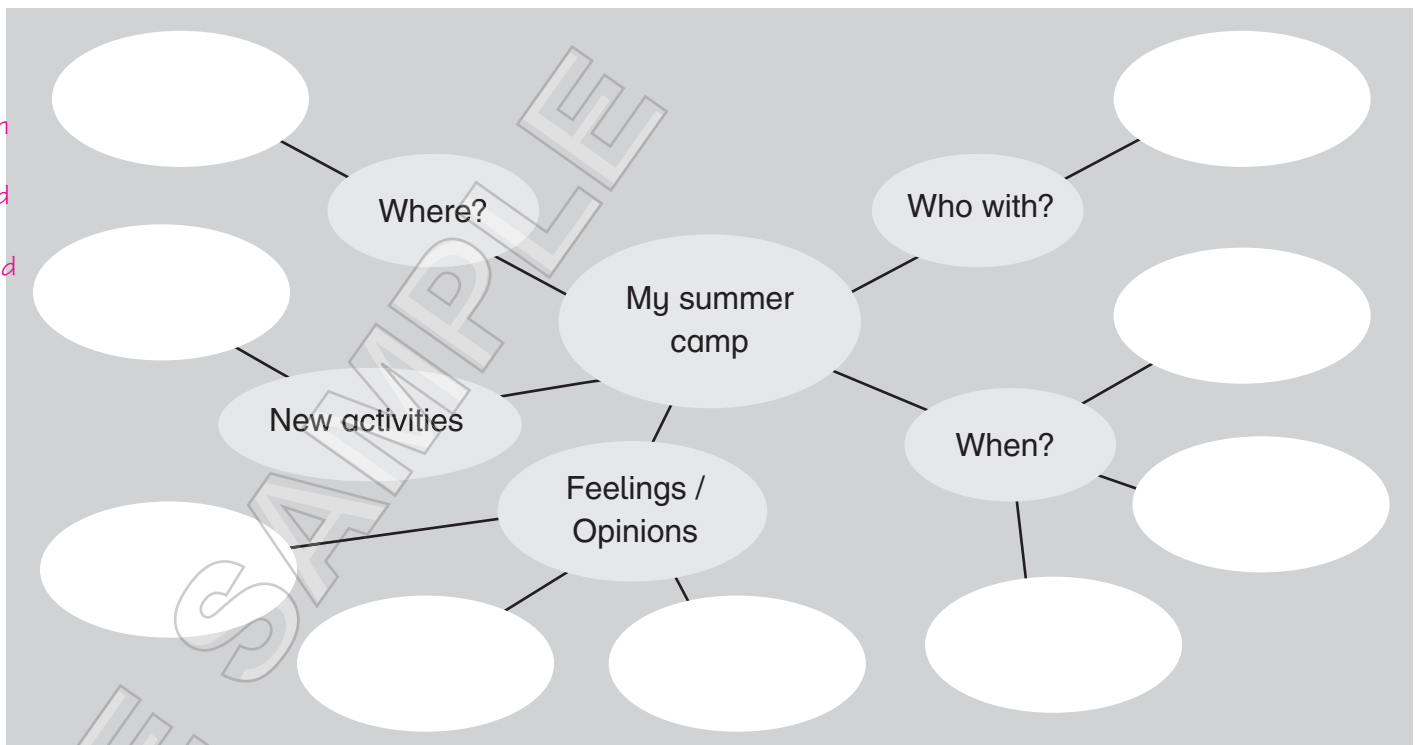 Where?
Who with?
My summer
camp
New activities
When?
Feelings /
Opinions
SAMPLE